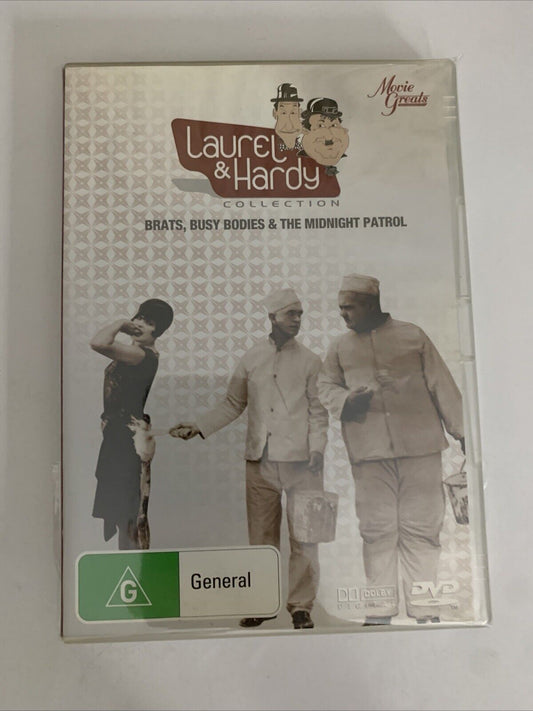 Movie
Greats
Laurel
& Hardy
COLLECTION
BRATS, BUSY BODIES & THE MIDNIGHT PATROL
G
General
DOLBY
DIGITAL
DVD